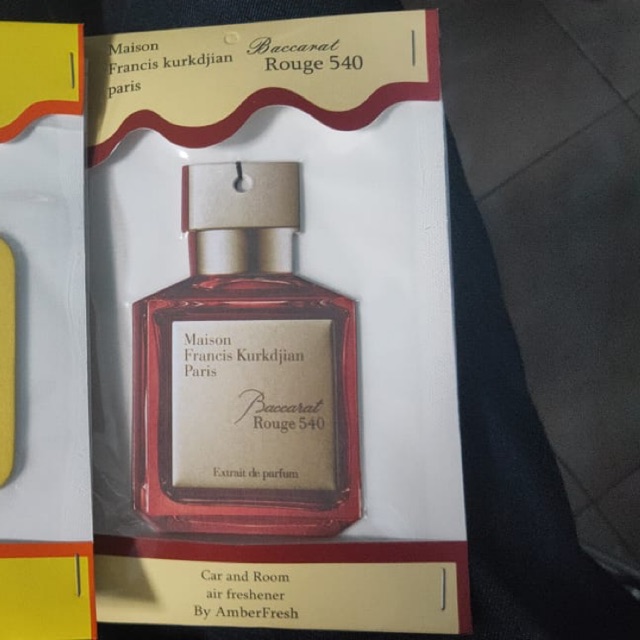 Maison
Francis kurkdjian
paris
Baccarat
Rouge 540
Maison
Francis Kurkdjian
Paris
Baccarat
Rouge 540
Extrait de parfum
Car and Room
air freshener
By AmberFresh